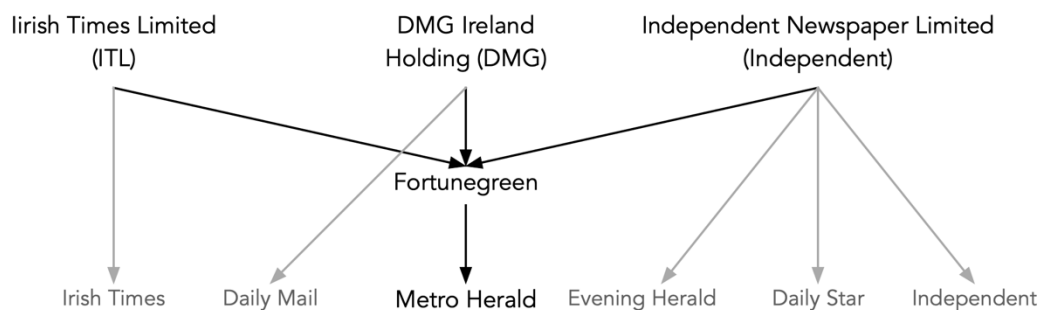 Iirish Times Limited
(ITL)
DMG Ireland
Holding (DMG)
Independent Newspaper Limited
(Independent)
Fortunegreen
Irish Times
Daily Mail
Metro Herald
Evening Herald
Daily Star
Independent